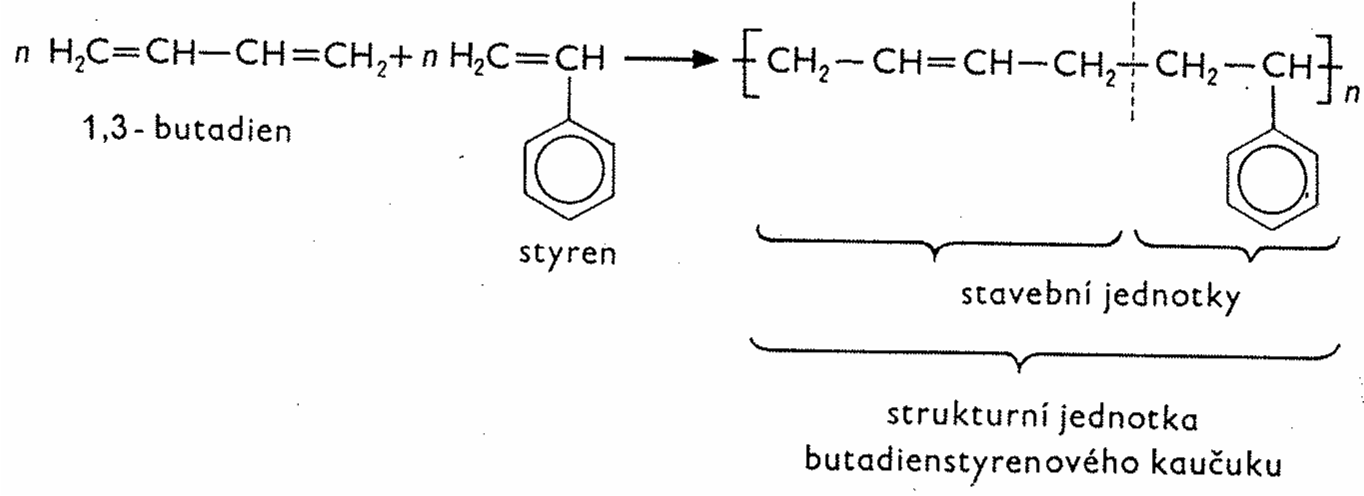 n H₂C=CH—CH=CH₂+ n H₂C=CH → [CH₂—CH=CH—CH₂—CH₂—CH]n
1,3 - butadien
styren
stavební jednotky
strukturní jednotka
butadienstyrenového kaučuku